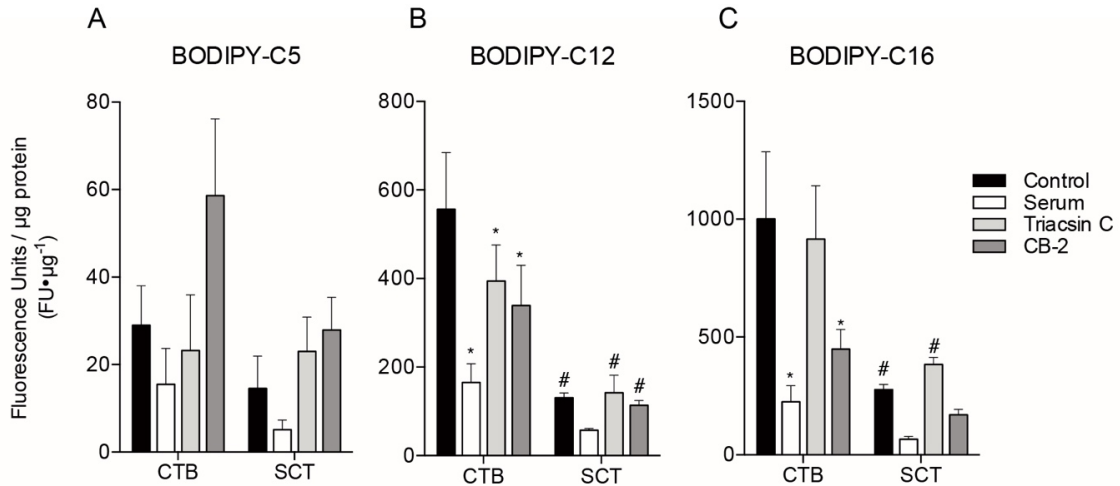 A
BODIPY-C5
Fluorescence Units / µg protein
(FU•µg-1)
80
60
40
20
0
CTB
SCT
B
BODIPY-C12
800
600
400
200
0
*
*
*
#
#
#
CTB
SCT
C
BODIPY-C16
1500
1000
500
0
*
*
#
#
CTB
SCT
Control
Serum
Triacsin C
CB-2